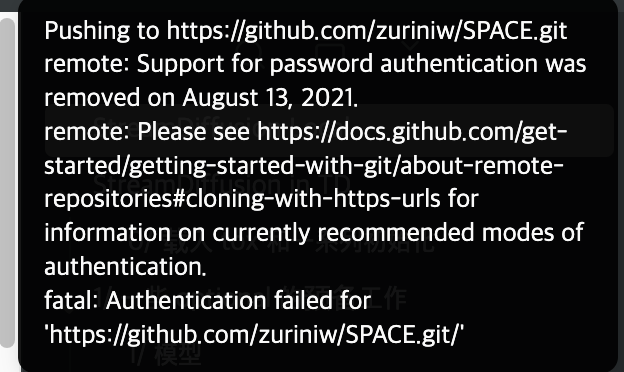 Pushing to https://github.com/zuriniw/SPACE.git
remote: Support for password authentication was
removed on August 13, 2021.
remote: Please see https://docs.github.com/get-
started/getting-started-with-git/about-remote-
repositories#cloning-with-https-urls for
information on currently recommended modes of
authentication.
fatal: Authentication failed for
'https://github.com/zuriniw/SPACE.git/'
1/ 模型